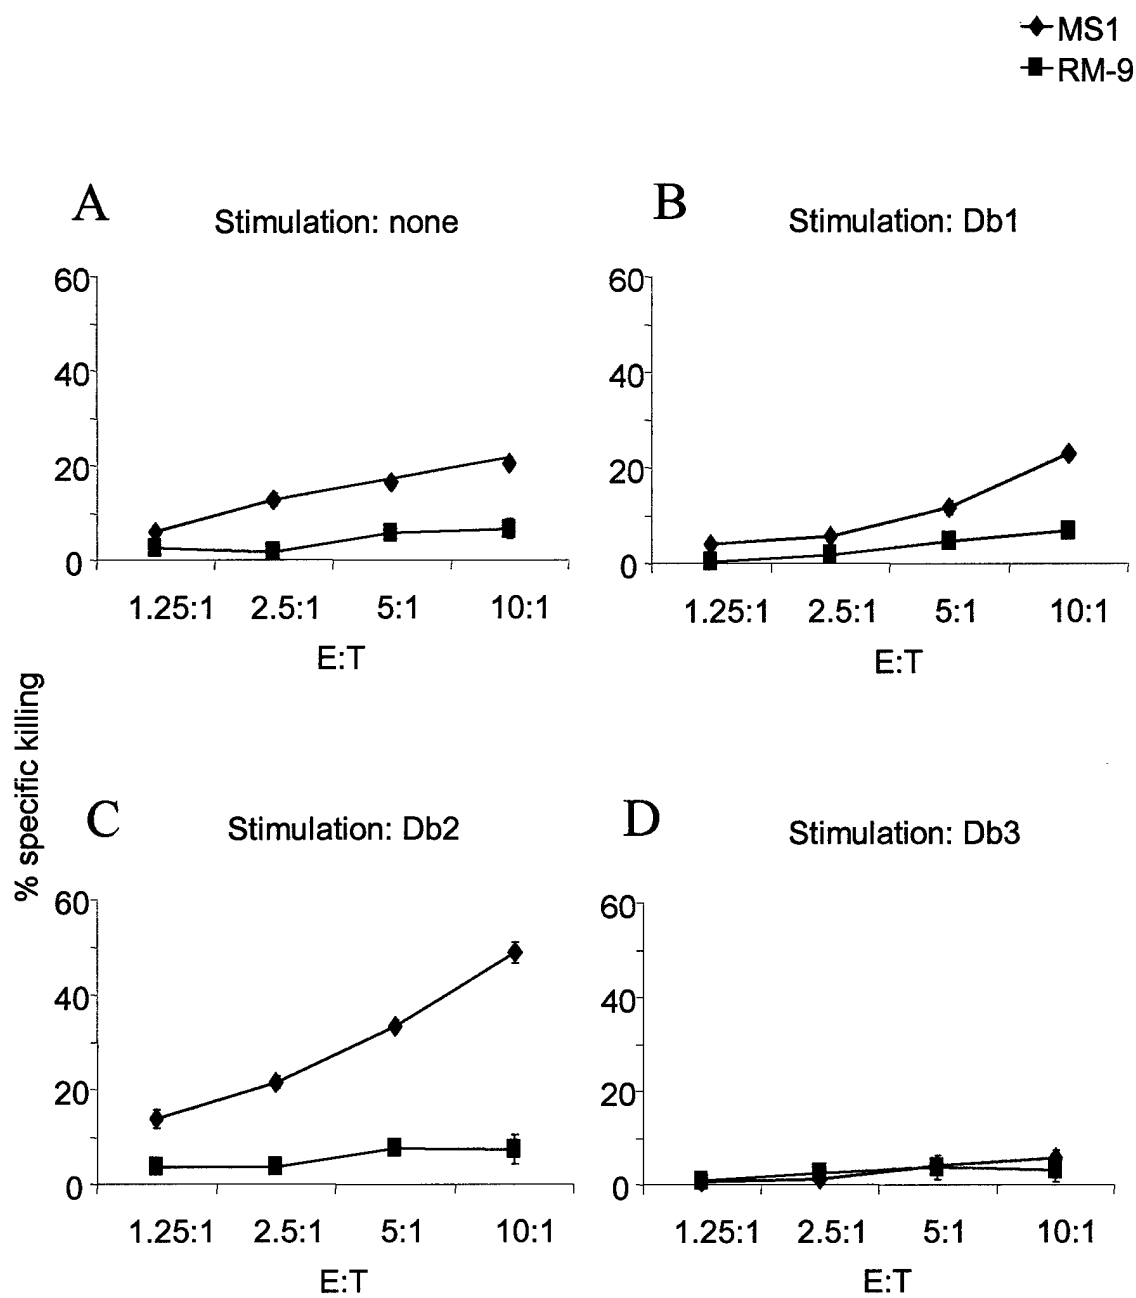 MS1
RM-9
A
Stimulation: none
60
40
20
0
1.25:1 2.5:1 5:1 10:1
E:T
B
Stimulation: Db1
60
40
20
0
1.25:1 2.5:1 5:1 10:1
E:T
% specific killing
C
Stimulation: Db2
60
40
20
0
1.25:1 2.5:1 5:1 10:1
E:T
D
Stimulation: Db3
60
40
20
0
1.25:1 2.5:1 5:1 10:1
E:T